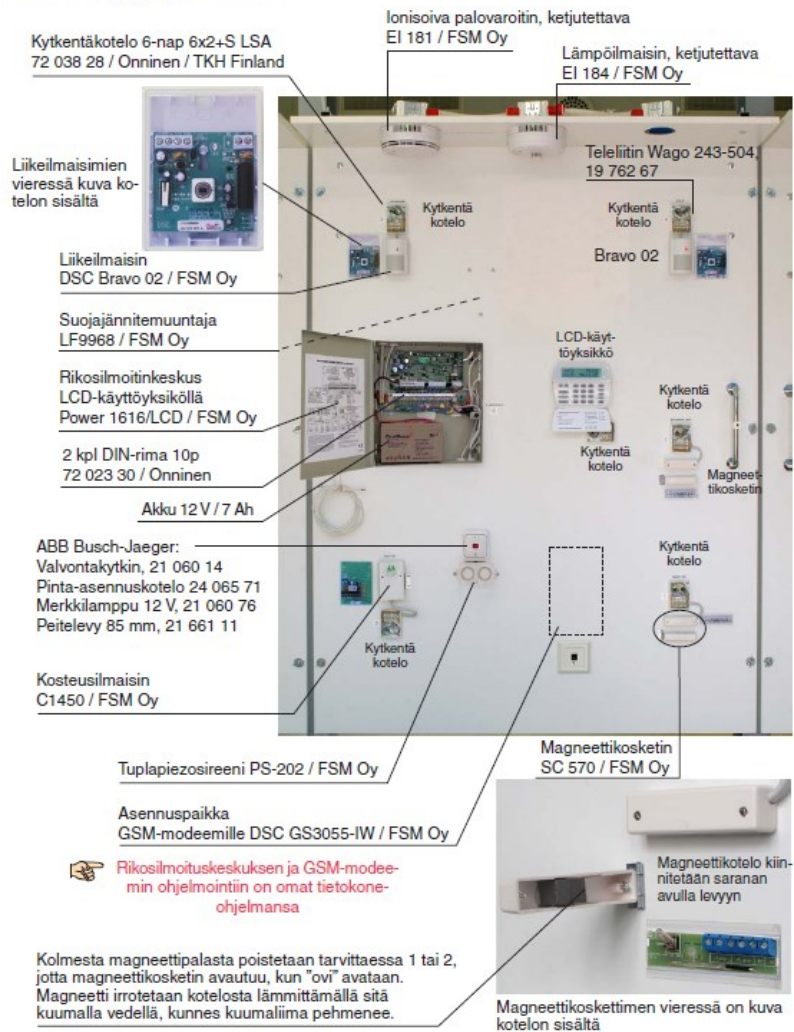 Ionisoiva palovaroitin, ketjutettava
EI 181 / FSM Oy
Kytkentäkotelo 6-nap 6x2+S LSA
72 038 28 / Onninen / TKH Finland
Lämpöilmaisin, ketjutettava
EI 184 / FSM Oy
Teleliitin Wago 243-504,
19 762 67
Liikeilmaisimien
vieressä kuva ko-
telon sisältä
Kytkentä
kotelo
Kytkentä
kotelo
Bravo 02
Liikeilmaisin
DSC Bravo 02 / FSM Oy
Suojajännitemuuntaja
LF9968 / FSM Oy
LCD-käyt-
töyksikkö
Rikosilmoitinkeskus
LCD-käyttöyksiköllä
Power 1616/LCD / FSM Oy
Kytkentä
kotelo
Kytkentä
kotelo
Magneet-
tikosketin
2 kpl DIN-rima 10p
72 023 30 / Onninen
Akku 12 V / 7 Ah
ABB Busch-Jaeger:
Valvontakytkin, 21 060 14
Pinta-asennuskotelo 24 065 71
Merkkilamppu 12 V, 21 060 76
Peitelevy 85 mm, 21 661 11
Kytkentä
kotelo
Kytkentä
kotelo
Kosteusilmaisin
C1450 / FSM Oy
Tuplapiezosireeni PS-202 / FSM Oy
Magneettikosketin
SC 570 / FSM Oy
Asennuspaikka
GSM-modeemille DSC GS3055-IW / FSM Oy
Rikosilmoituskeskuksen ja GSM-modee-
min ohjelmointiin on omat tietokone-
ohjelmansa
Magneettikotelo kiin-
nitetään saranan
avulla levyyn
Kolmesta magneettipalasta poistetaan tarvittaessa 1 tai 2,
jotta magneettikosketin avautuu, kun "ovi" avataan.
Magneetti irrotetaan kotelosta lämmittämällä sitä
kuumalla vedellä, kunnes kuumaliima pehmenee.
Magneettikoskettimen vieressä on kuva
kotelon sisältä